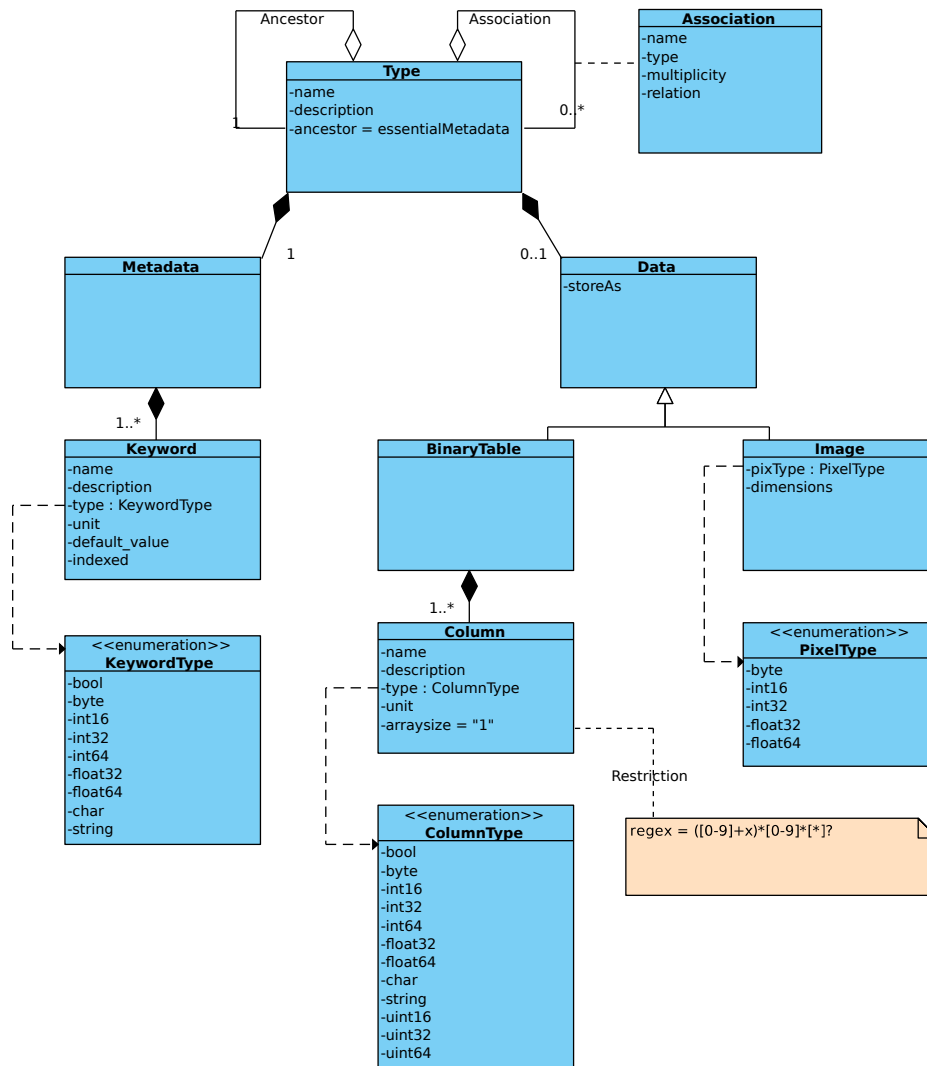 Ancestor
Association
Association
-name
-type
-multiplicity
-relation
Type
-name
-description
-ancestor = essentialMetadata
1
0..*
1
0..1
Metadata
Data
-storeAs
1..*
Keyword
-name
-description
-type : KeywordType
-unit
-default_value
-indexed
BinaryTable
Image
-pixType : PixelType
-dimensions
1..*
<<enumeration>>
KeywordType
-bool
-byte
-int16
-int32
-int64
-float32
-float64
-char
-string
Column
-name
-description
-type : ColumnType
-unit
-arraysize = "1"
<<enumeration>>
PixelType
-byte
-int16
-int32
-float32
-float64
Restriction
regex = ([0-9]+x)*[0-9]*[*]?
<<enumeration>>
ColumnType
-bool
-byte
-int16
-int32
-int64
-float32
-float64
-char
-string
-uint16
-uint32
-uint64